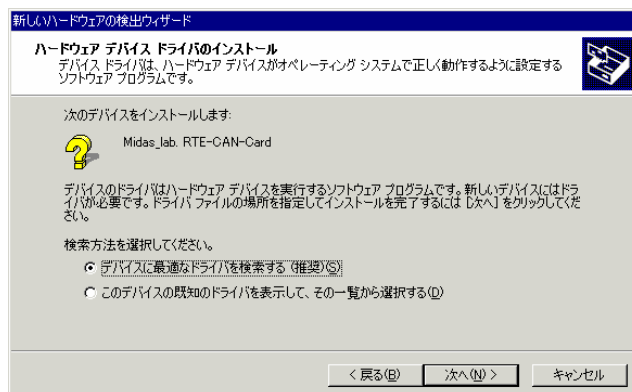 新しいハードウェアの検出ウィザード
ハードウェア デバイス ドライバのインストール
デバイス ドライバは、ハードウェア デバイスがオペレーティング システムで正しく動作するように設定する
ソフトウェア プログラムです。
次のデバイスをインストールします:
Midas_lab. RTE-CAN-Card
デバイスのドライバはハードウェア デバイスを実行するソフトウェア プログラムです。新しいデバイスにはドラ
イバが必要です。ドライバ ファイルの場所を指定してインストールを完了するには [次へ] をクリックしてくだ
さい。
検索方法を選択してください。
デバイスに最適なドライバを検索する (推奨)(S)
このデバイスの既知のドライバを表示して、その一覧から選択する(D)
< 戻る(B) 次へ(N) > キャンセル